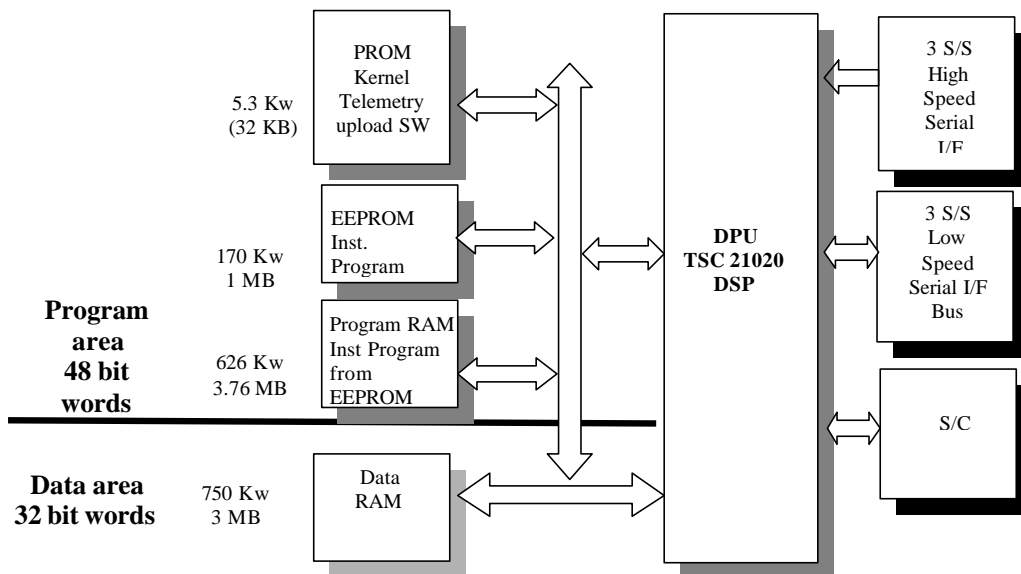 PROM
Kernel
Telemetry
upload SW
5.3 Kw
(32 KB)
EEPROM
Inst.
Program
170 Kw
1 MB
Program
area
48 bit
words
Program RAM
Inst Program
from
EEPROM
626 Kw
3.76 MB
Data area
32 bit words
750 Kw
3 MB
Data
RAM
DPU
TSC 21020
DSP
3 S/S
High
Speed
Serial
I/F
3 S/S
Low
Speed
Serial I/F
Bus
S/C